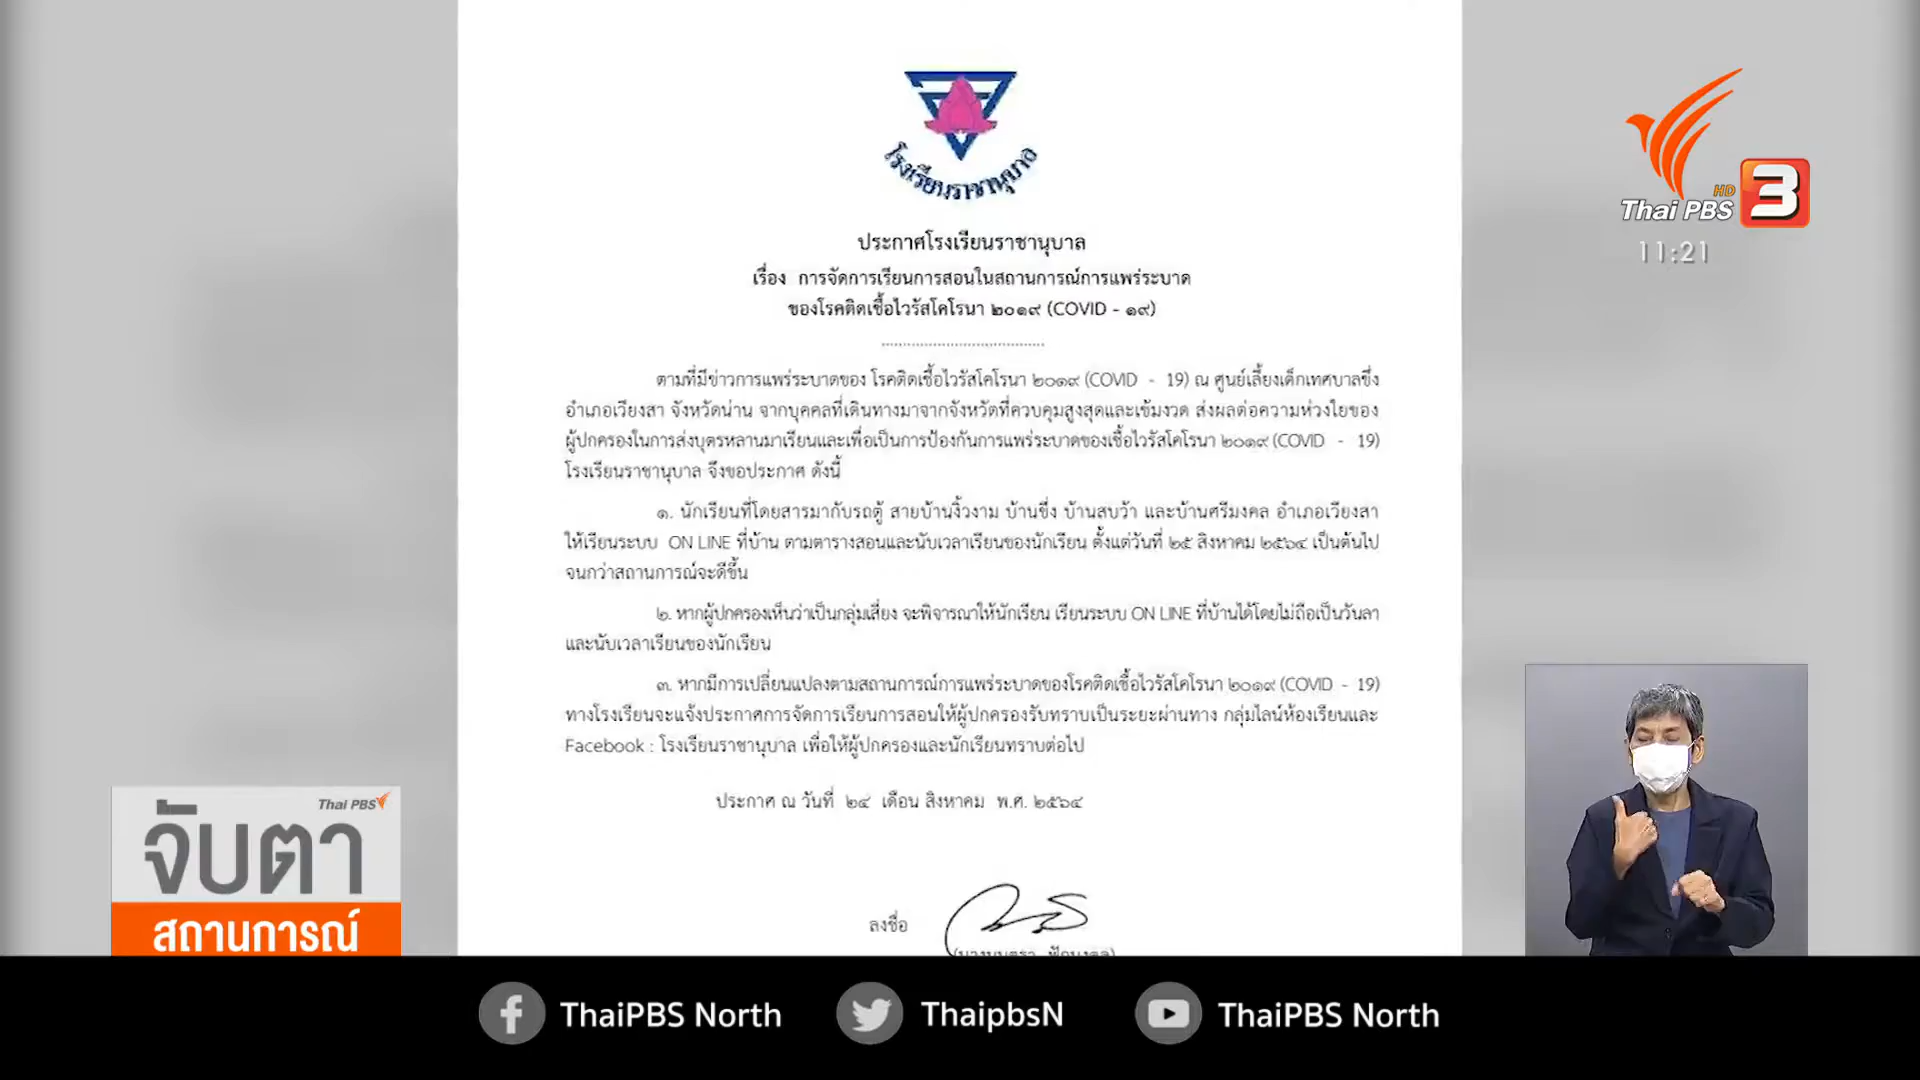 โรงเรียนราชานุบาล
ประกาศโรงเรียนราชานุบาล
เรื่อง การจัดการเรียนการสอนในสถานการณ์การแพร่ระบาด
ของโรคติดเชื้อไวรัสโคโรนา ๒๐๑๙ (COVID - ๑๙)
ตามที่มีข่าวการแพร่ระบาดของ โรคติดเชื้อไวรัสโคโรนา ๒๐๑๙ (COVID - 19) ณ ศูนย์เลี้ยงเด็กเทศบาลขึ่ง
อำเภอเวียงสา จังหวัดน่าน จากบุคคลที่เดินทางมาจากจังหวัดที่ควบคุมสูงสุดและเข้มงวด ส่งผลต่อความห่วงใยของ
ผู้ปกครองในการส่งบุตรหลานมาเรียนและเพื่อเป็นการป้องกันการแพร่ระบาดของเชื้อไวรัสโคโรนา ๒๐๑๙ (COVID - 19)
โรงเรียนราชานุบาล จึงขอประกาศ ดังนี้
๑. นักเรียนที่โดยสารมากับรถตู้ สายบ้านงิ้วงาม บ้านขึ่ง บ้านสบว้า และบ้านศรีมงคล อำเภอเวียงสา
ให้เรียนระบบ ON LINE ที่บ้าน ตามตารางสอนและนับเวลาเรียนของนักเรียน ตั้งแต่วันที่ ๒๕ สิงหาคม ๒๕๖๔ เป็นต้นไป
จนกว่าสถานการณ์จะดีขึ้น
๒. หากผู้ปกครองเห็นว่าเป็นกลุ่มเสี่ยง จะพิจารณาให้นักเรียน เรียนระบบ ON LINE ที่บ้านได้โดยไม่ถือเป็นวันลา
และนับเวลาเรียนของนักเรียน
๓. หากมีการเปลี่ยนแปลงตามสถานการณ์การแพร่ระบาดของโรคติดเชื้อไวรัสโคโรนา ๒๐๑๙ (COVID - 19)
ทางโรงเรียนจะแจ้งประกาศการจัดการเรียนการสอนให้ผู้ปกครองรับทราบเป็นระยะผ่านทาง กลุ่มไลน์ห้องเรียนและ
Facebook : โรงเรียนราชานุบาล เพื่อให้ผู้ปกครองและนักเรียนทราบต่อไป
ประกาศ ณ วันที่ ๒๔ เดือน สิงหาคม พ.ศ. ๒๕๖๔
ลงชื่อ
Thai PBS HD 3
11:21
Thai PBS
จับตา
สถานการณ์
ThaiPBS North ThaipbsN ThaiPBS North